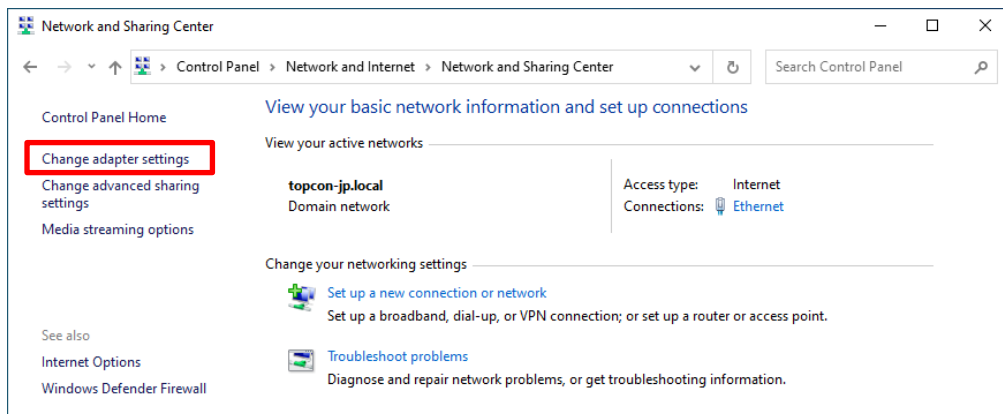 Network and Sharing Center
Control Panel > Network and Internet > Network and Sharing Center
Search Control Panel
Control Panel Home
Change adapter settings
Change advanced sharing
settings
Media streaming options
See also
Internet Options
Windows Defender Firewall
View your basic network information and set up connections
View your active networks
topcon-jp.local
Domain network
Access type: Internet
Connections: Ethernet
Change your networking settings
Set up a new connection or network
Set up a broadband, dial-up, or VPN connection; or set up a router or access point.
Troubleshoot problems
Diagnose and repair network problems, or get troubleshooting information.